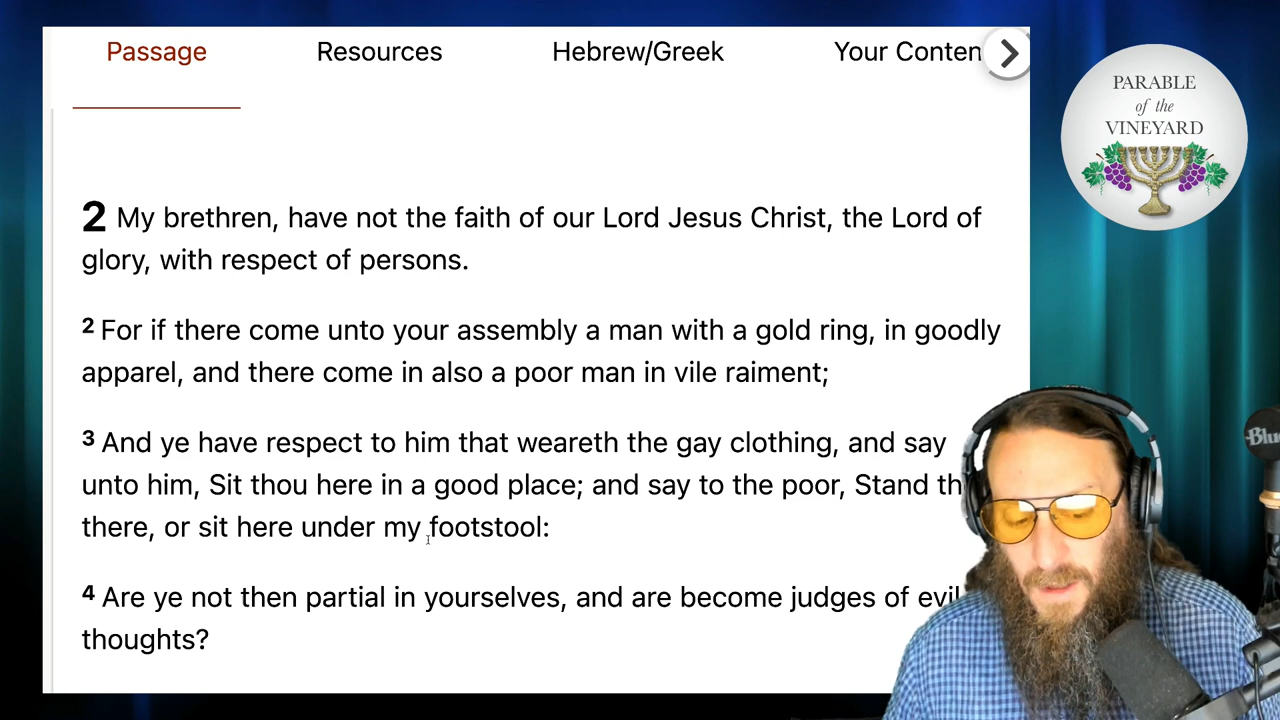 Passage
Resources
Hebrew/Greek
Your Conten
PARABLE
of the
VINEYARD
2 My brethren, have not the faith of our Lord Jesus Christ, the Lord of
glory, with respect of persons.
2 For if there come unto your assembly a man with a gold ring, in goodly
apparel, and there come in also a poor man in vile raiment;
3 And ye have respect to him that weareth the gay clothing, and say
unto him, Sit thou here in a good place; and say to the poor, Stand th
there, or sit here under my footstool:
4 Are ye not then partial in yourselves, and are become judges of evil
thoughts?
Blu